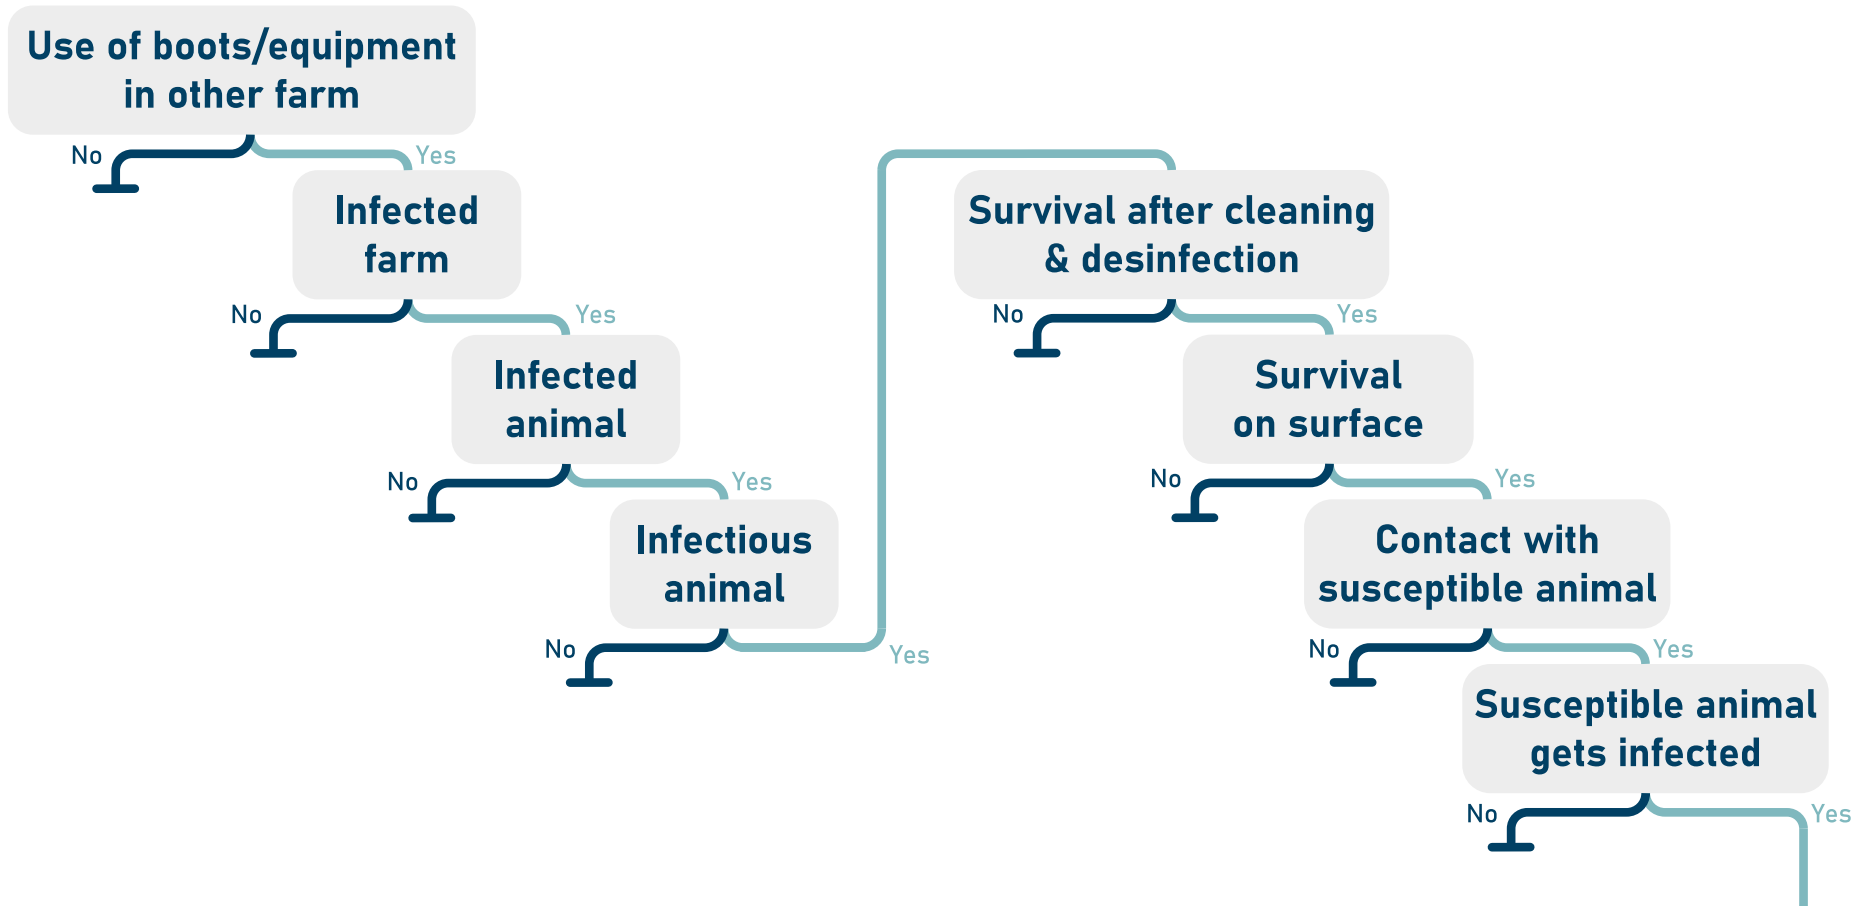 Use of boots/equipment
in other farm
No
Yes
Infected
farm
No
Yes
Infected
animal
No
Yes
Infectious
animal
No
Yes
Survival after cleaning
& desinfection
No
Yes
Survival
on surface
No
Yes
Contact with
susceptible animal
No
Yes
Susceptible animal
gets infected
No
Yes